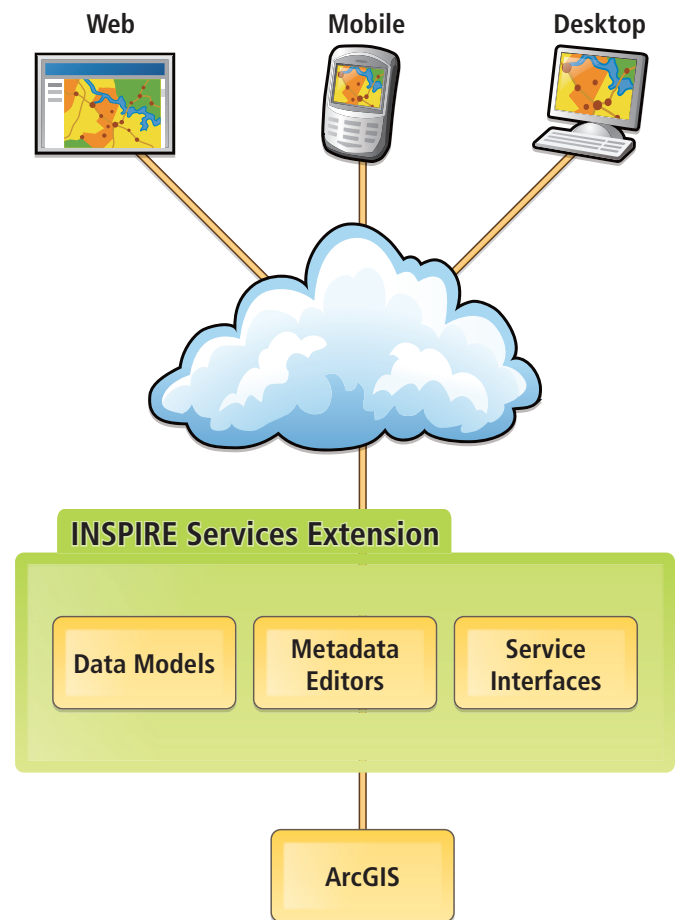 Web
Mobile
Desktop
INSPIRE Services Extension
Data Models
Metadata
Editors
Service
Interfaces
ArcGIS